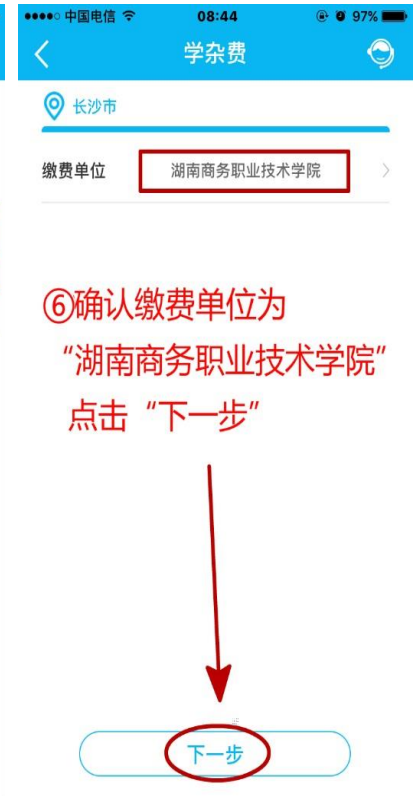 中国电信 08:44 97%
学杂费
长沙市
缴费单位 湖南商务职业技术学院
⑥确认缴费单位为
“湖南商务职业技术学院”
点击“下一步”
下一步